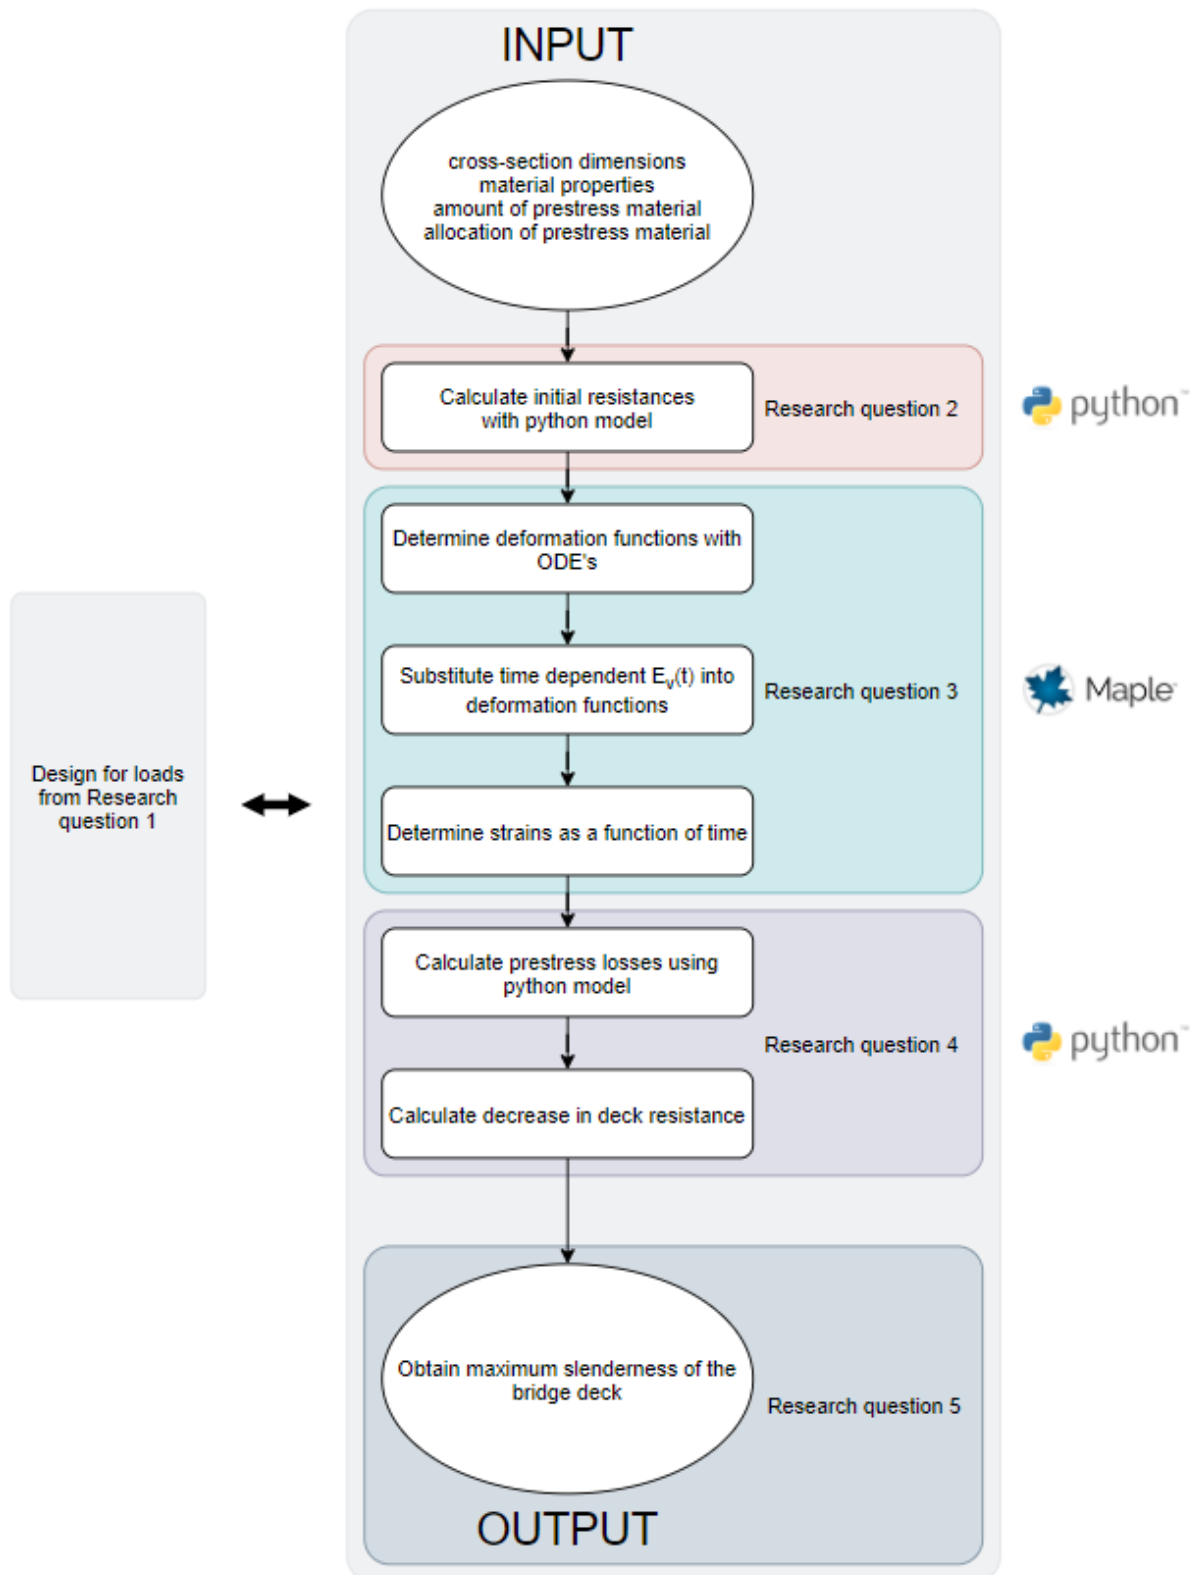 INPUT
cross-section dimensions
material properties
amount of prestress material
allocation of prestress material
Calculate initial resistances
with python model
Research question 2
python™
Determine deformation functions with
ODE's
Substitute time dependent Eᵥ(t) into
deformation functions
Research question 3
Maple™
Determine strains as a function of time
Design for loads
from Research
question 1
Calculate prestress losses using
python model
Research question 4
python™
Calculate decrease in deck resistance
Obtain maximum slenderness of the
bridge deck
Research question 5
OUTPUT